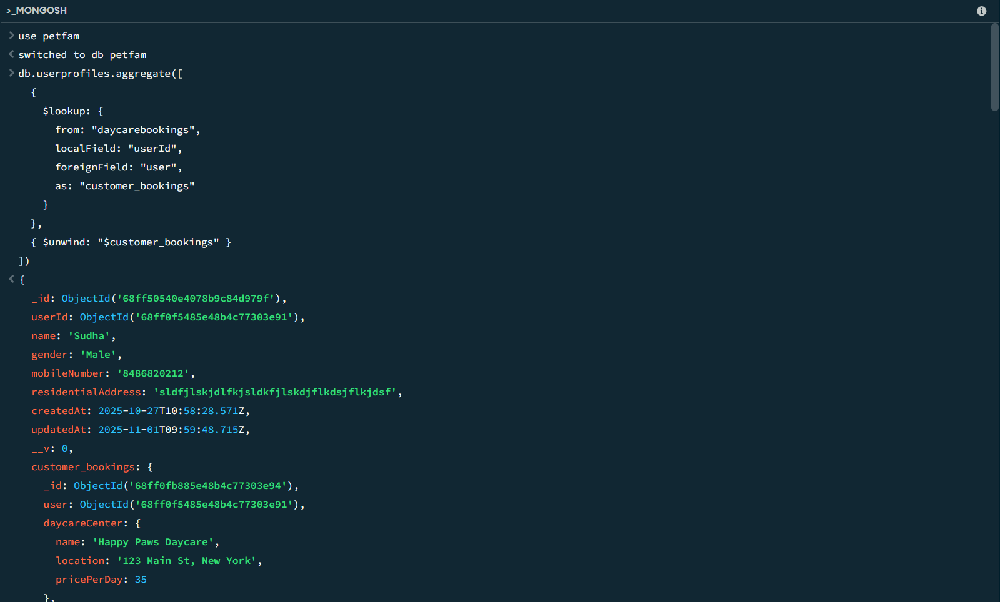 >_MONGOSH
> use petfam
< switched to db petfam
> db.userprofiles.aggregate([
{
$lookup: {
from: "daycarebookings",
localField: "userId",
foreignField: "user",
as: "customer_bookings"
}
},
{ $unwind: "$customer_bookings" }
])
< {
_id: ObjectId('68ff50540e4078b9c84d979f'),
userId: ObjectId('68ff0f5485e48b4c77303e91'),
name: 'Sudha',
gender: 'Male',
mobileNumber: '8486820212',
residentialAddress: 'sldfjlskjdlfkjsldkfjlskdjflkdsjflkjdsf',
createdAt: 2025-10-27T10:58:28.571Z,
updatedAt: 2025-11-01T09:59:48.715Z,
__v: 0,
customer_bookings: {
_id: ObjectId('68ff0fb885e48b4c77303e94'),
user: ObjectId('68ff0f5485e48b4c77303e91'),
daycareCenter: {
name: 'Happy Paws Daycare',
location: '123 Main St, New York',
pricePerDay: 35
},